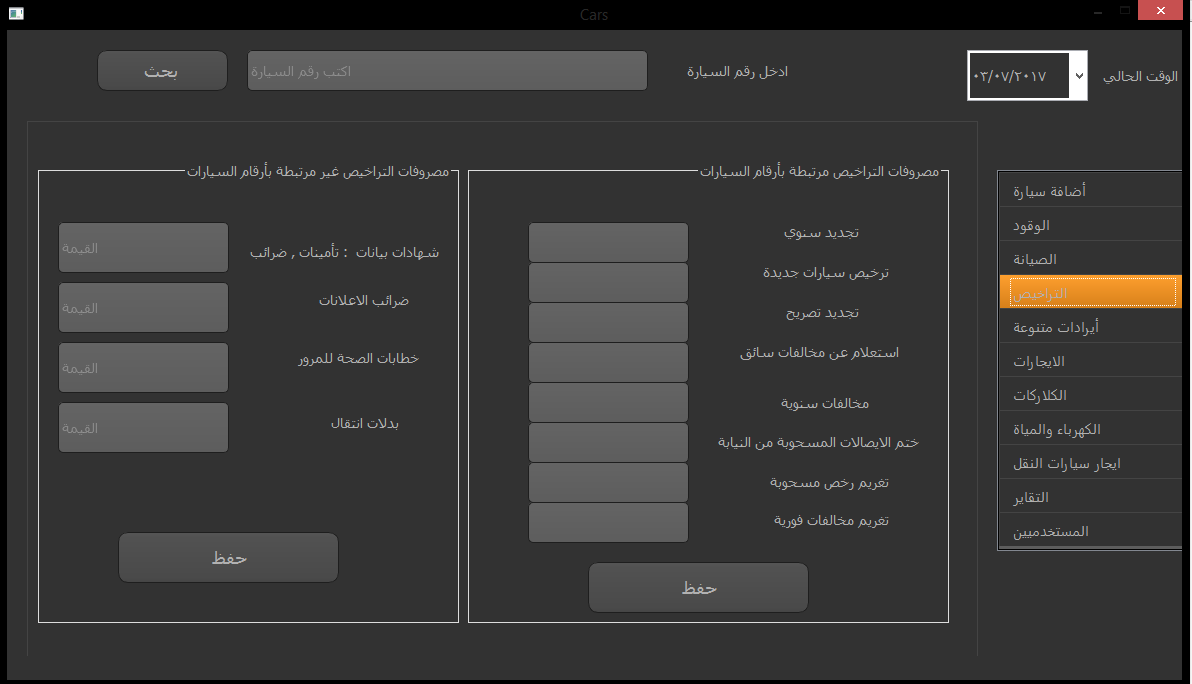 Cars
الوقت الحالي
٠٣/٠٧/٢٠١٧
ادخل رقم السيارة
اكتب رقم السيارة
بحث
أضافة سيارة
الوقود
الصيانة
التراخيص
أيرادات متنوعة
الايجارات
الكلاركات
الكهرباء والمياة
ايجار سيارات النقل
التقاير
المستخدميين
مصروفات التراخيص مرتبطة بأرقام السيارات
تجديد سنوي
ترخيص سيارات جديدة
تجديد تصريح
استعلام عن مخالفات سائق
مخالفات سنوية
ختم الايصالات المسحوبة من النيابة
تغريم رخص مسحوبة
تغريم مخالفات فورية
حفظ
مصروفات التراخيص غير مرتبطة بأرقام السيارات
شهادات بيانات : تأمينات , ضرائب
القيمة
ضرائب الاعلانات
القيمة
خطابات الصحة للمرور
القيمة
بدلات انتقال
القيمة
حفظ